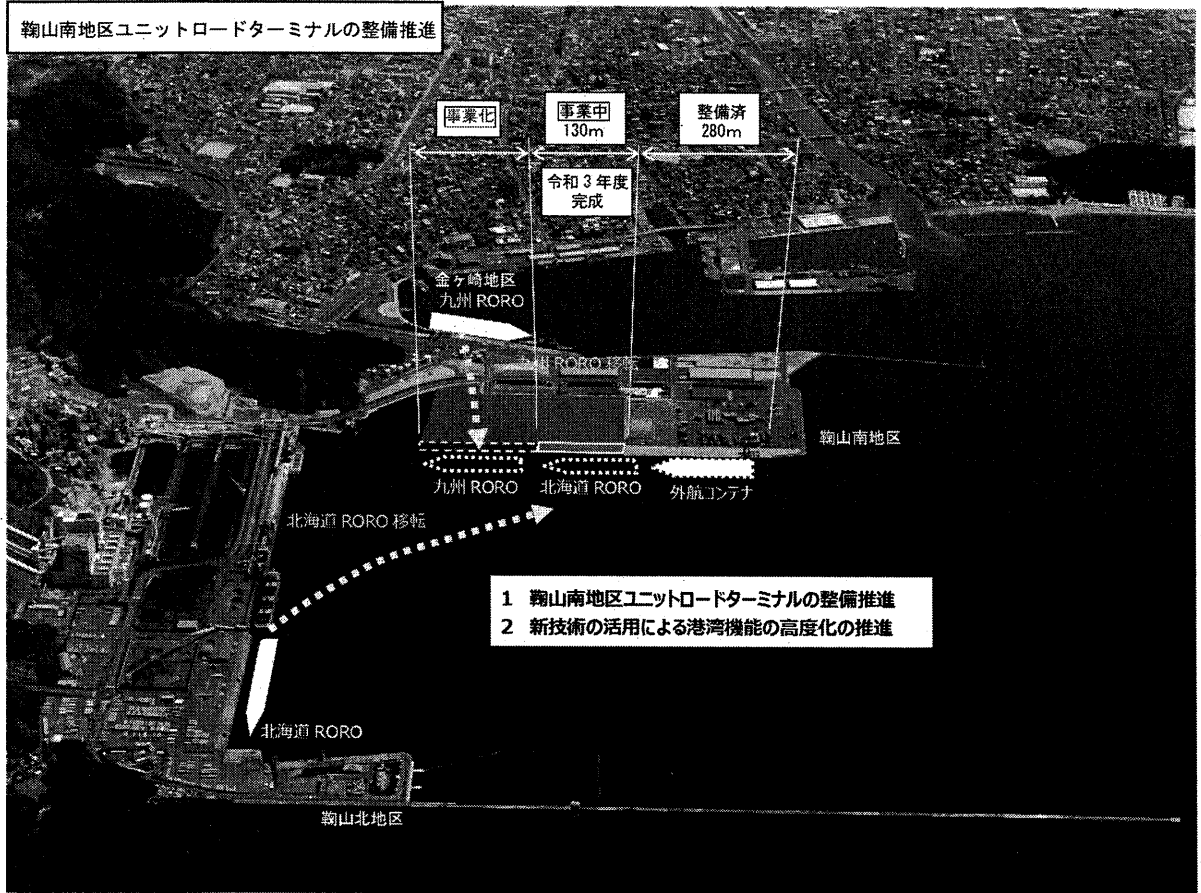 鞠山南地区ユニットロードターミナルの整備推進
事業化
事業中
130m
整備済
280m
令和3年度
完成
金ヶ崎地区
九州 RORO
九州 RORO 移転
鞠山南地区
九州 RORO
北海道 RORO
外航コンテナ
北海道 RORO 移転
1 鞠山南地区ユニットロードターミナルの整備推進
2 新技術の活用による港湾機能の高度化の推進
北海道 RORO
鞠山北地区